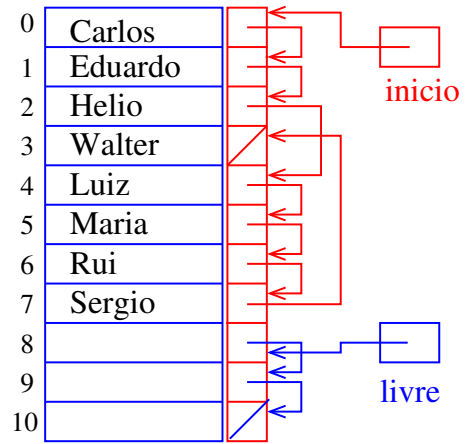 0 Carlos
1 Eduardo
inicio
2 Helio
3 Walter
4 Luiz
5 Maria
6 Rui
7 Sergio
8
9
livre
10